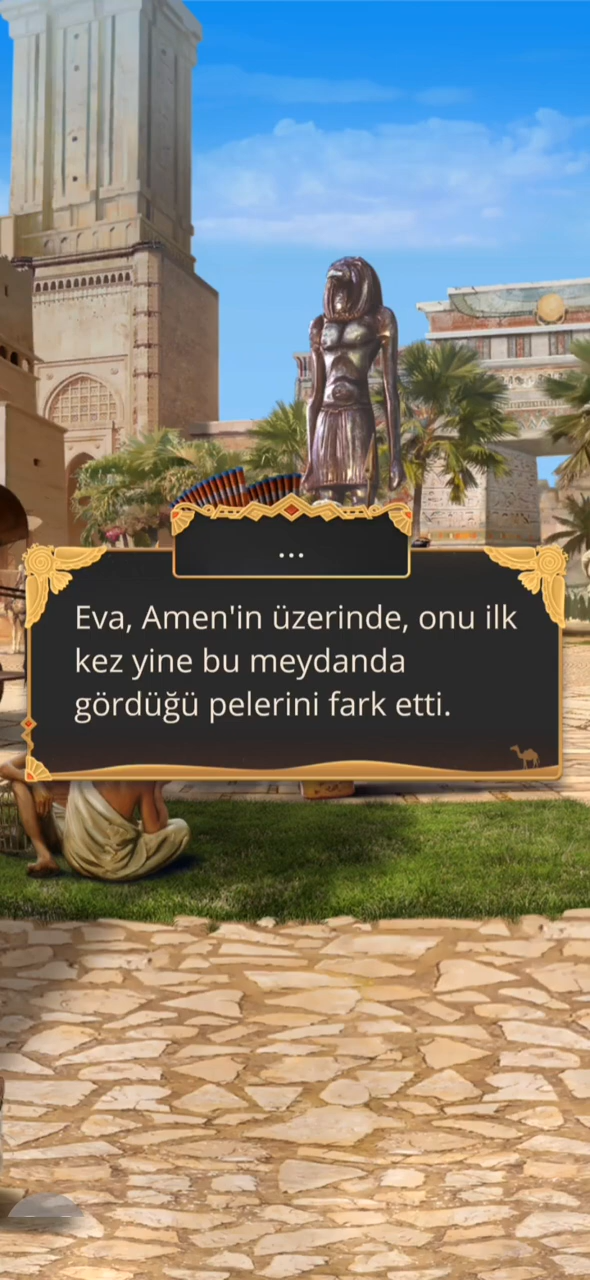 ...
Eva, Amen'in üzerinde, onu ilk
kez yine bu meydanda
gördüğü pelerini fark etti.